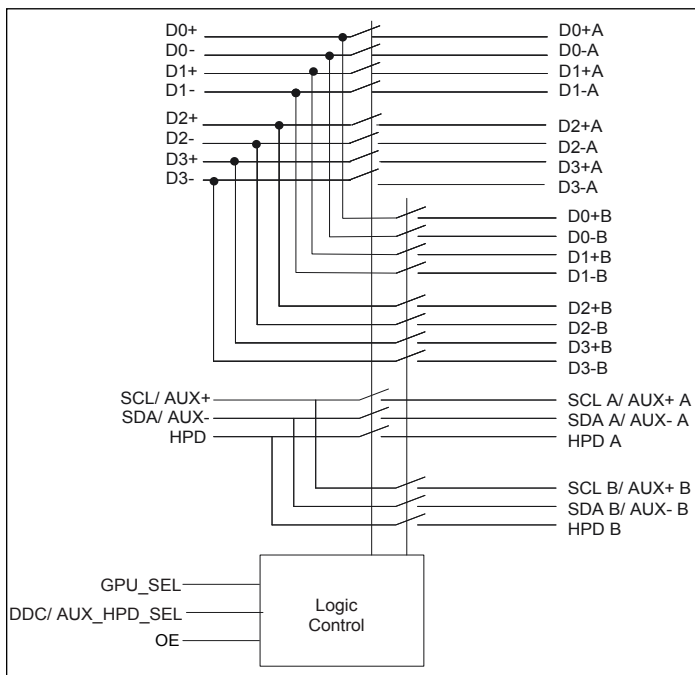 D0+ D0+A
D0- D0-A
D1+ D1+A
D1- D1-A
D2+ D2+A
D2- D2-A
D3+ D3+A
D3- D3-A
D0+B
D0-B
D1+B
D1-B
D2+B
D2-B
D3+B
D3-B
SCL/ AUX+ SCL A/ AUX+ A
SDA/ AUX- SDA A/ AUX- A
HPD HPD A
SCL B/ AUX+ B
SDA B/ AUX- B
HPD B
GPU_SEL
DDC/ AUX_HPD_SEL
OE
Logic
Control